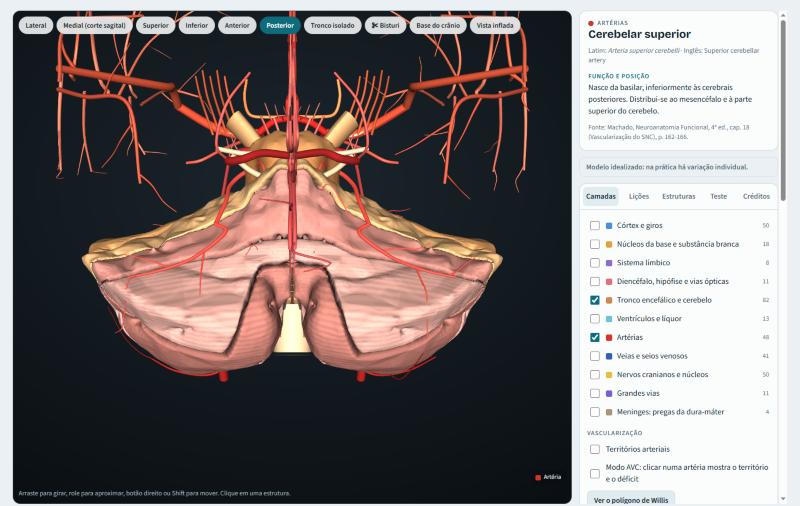 Lateral
Medial (corte sagital)
Superior
Inferior
Anterior
Posterior
Tronco isolado
Bisturi
Base do crânio
Vista inflada
Artéria
Arraste para girar, role para aproximar, botão direito ou Shift para mover. Clique em uma estrutura.
ARTÉRIAS
Cerebelar superior
Latim: Arteria superior cerebelli · Inglês: Superior cerebellar
artery
FUNÇÃO E POSIÇÃO
Nasce da basilar, inferiormente às cerebrais
posteriores. Distribui-se ao mesencéfalo e à parte
superior do cerebelo.
Fonte: Machado, Neuroanatomia Funcional, 4ª ed., cap. 18
(Vascularização do SNC), p. 162-166.
Modelo idealizado: na prática há variação individual.
Camadas
Lições
Estruturas
Teste
Créditos
Córtex e giros 50
Núcleos da base e substância branca 18
Sistema límbico 8
Diencéfalo, hipófise e vias ópticas 11
Tronco encefálico e cerebelo 82
Ventrículos e líquor 13
Artérias 48
Veias e seios venosos 41
Nervos cranianos e núcleos 50
Grandes vias 11
Meninges: pregas da dura-máter 4
VASCULARIZAÇÃO
Territórios arteriais
Modo AVC: clicar numa artéria mostra o território
e o déficit
Ver o polígono de Willis